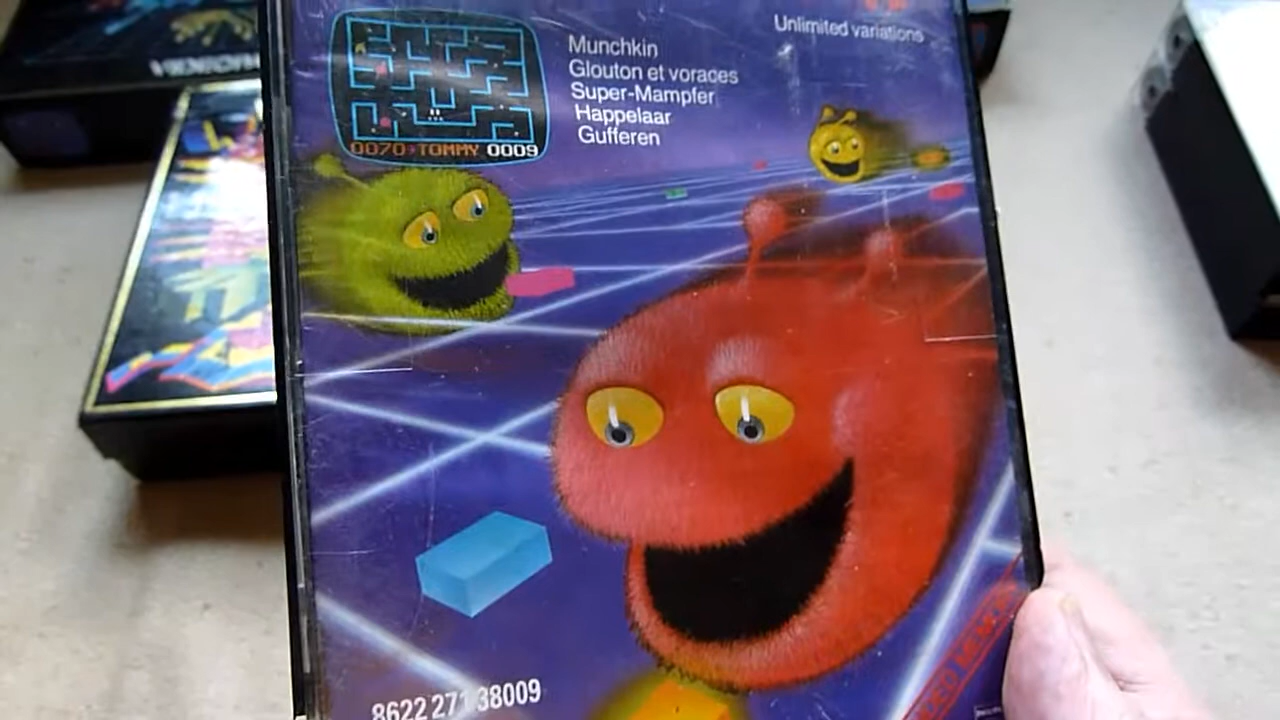 Unlimited variations
Munchkin
Glouton et voraces
Super-Mampfer
Happelaar
Gufferen
0070 TOMMY 0009
8622 271 38009